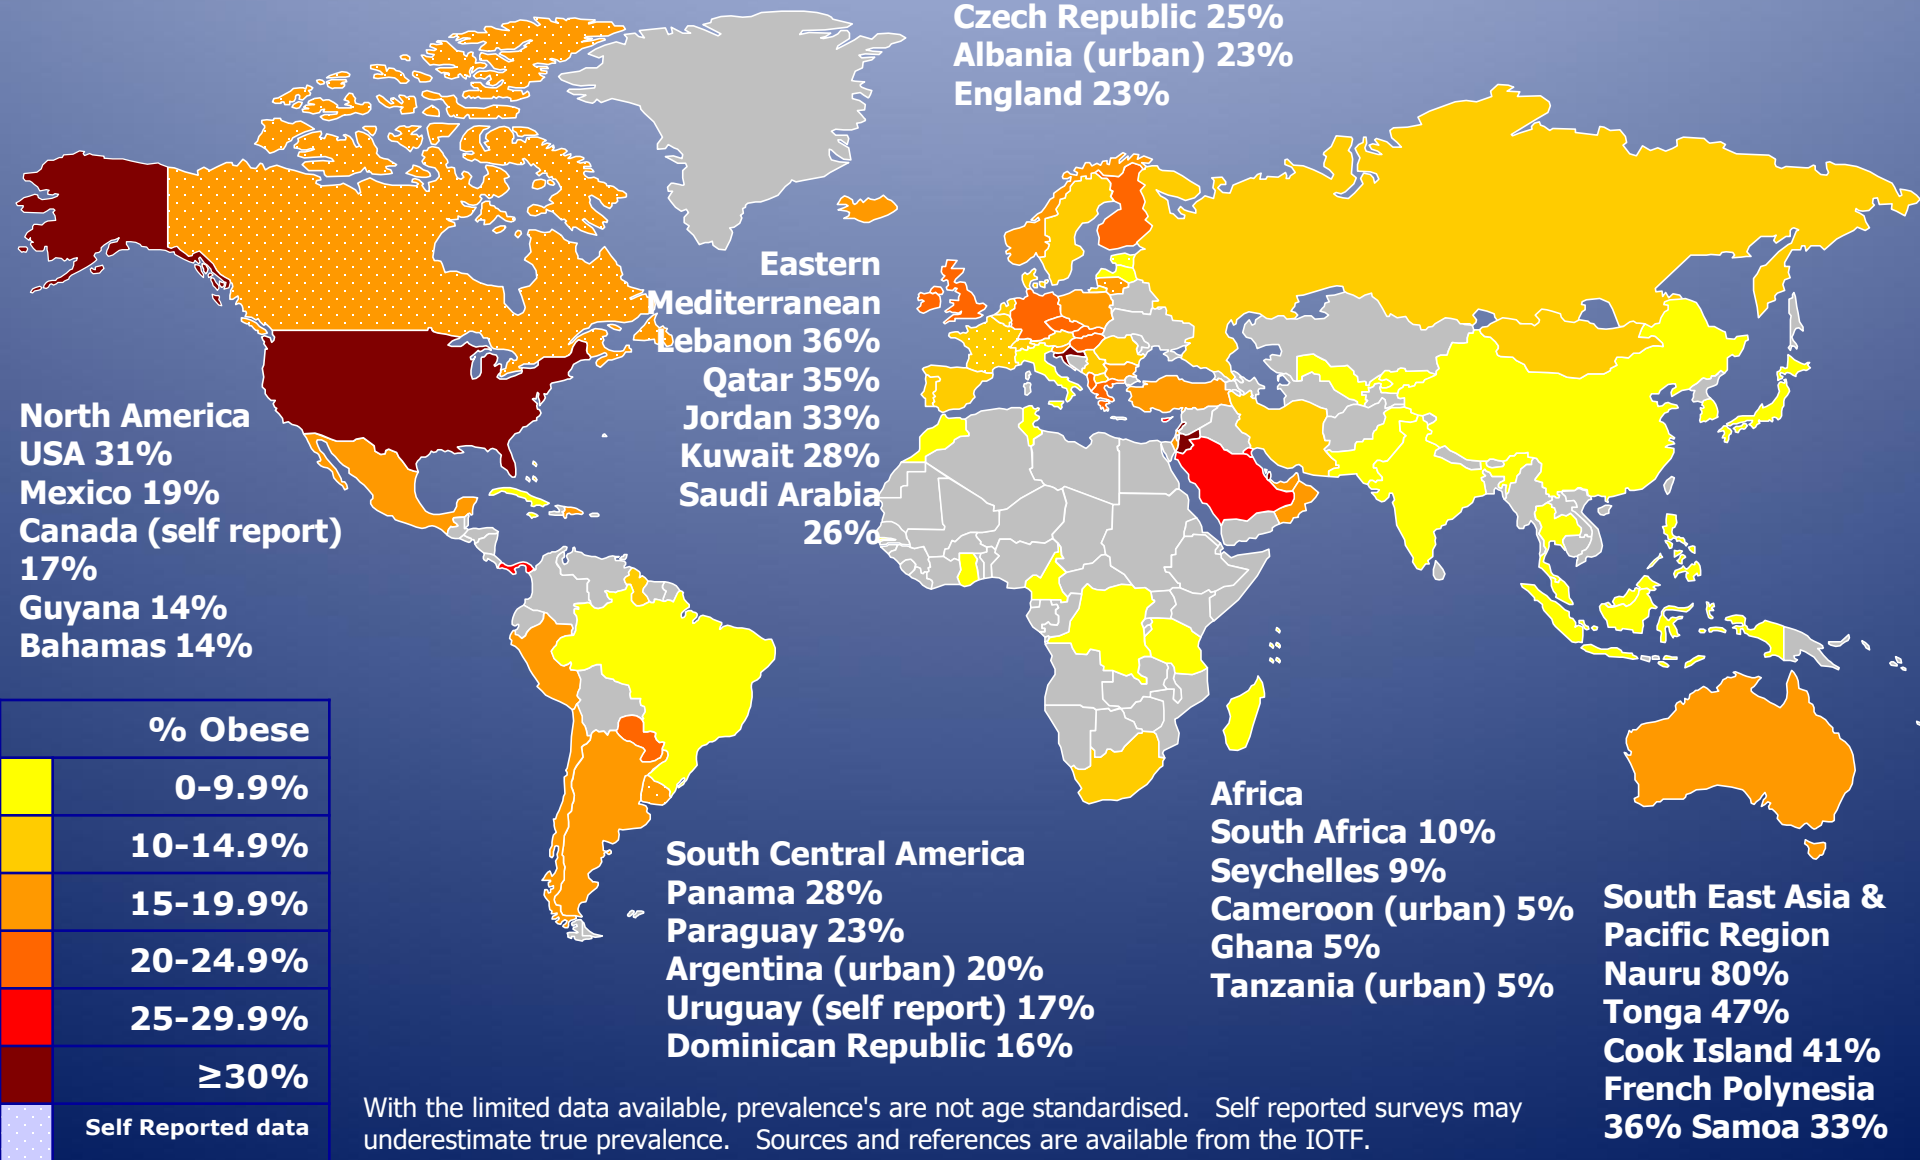 Czech Republic 25%
Albania (urban) 23%
England 23%
Eastern
Mediterranean
Lebanon 36%
Qatar 35%
Jordan 33%
Kuwait 28%
Saudi Arabia
26%
North America
USA 31%
Mexico 19%
Canada (self report)
17%
Guyana 14%
Bahamas 14%
% Obese
0-9.9%
10-14.9%
15-19.9%
20-24.9%
25-29.9%
≥30%
Self Reported data
South Central America
Panama 28%
Paraguay 23%
Argentina (urban) 20%
Uruguay (self report) 17%
Dominican Republic 16%
Africa
South Africa 10%
Seychelles 9%
Cameroon (urban) 5%
Ghana 5%
Tanzania (urban) 5%
South East Asia &
Pacific Region
Nauru 80%
Tonga 47%
Cook Island 41%
French Polynesia
36% Samoa 33%
With the limited data available, prevalence's are not age standardised. Self reported surveys may
underestimate true prevalence. Sources and references are available from the IOTF.